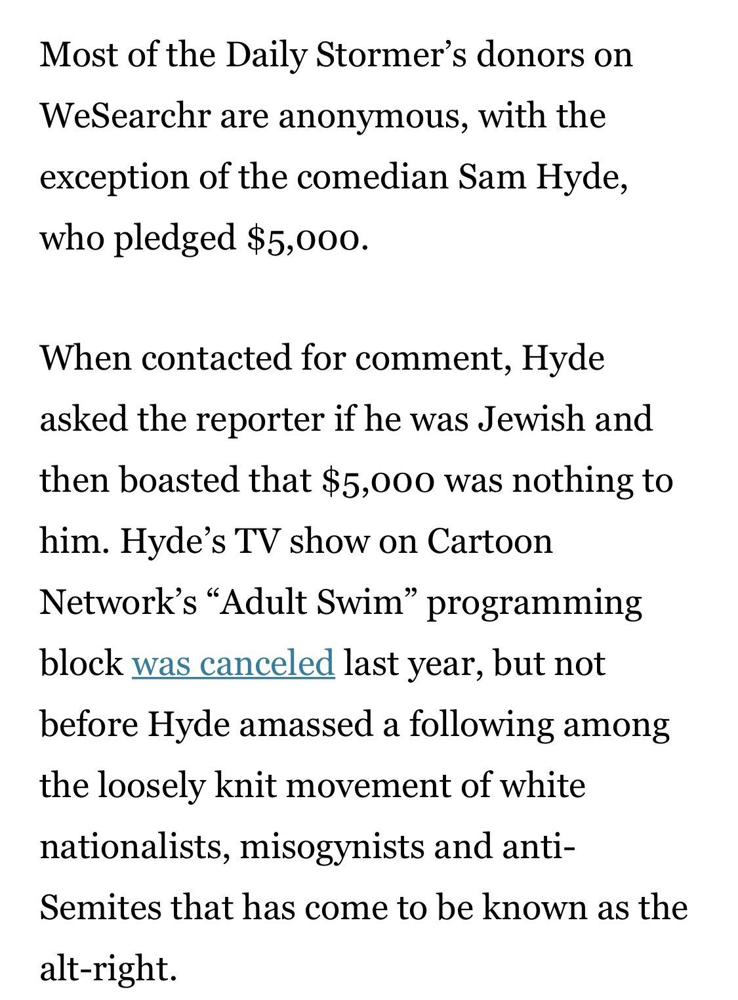 Most of the Daily Stormer’s donors on
WeSearchr are anonymous, with the
exception of the comedian Sam Hyde,
who pledged $5,000.
When contacted for comment, Hyde
asked the reporter if he was Jewish and
then boasted that $5,000 was nothing to
him. Hyde’s TV show on Cartoon
Network’s “Adult Swim” programming
block was canceled last year, but not
before Hyde amassed a following among
the loosely knit movement of white
nationalists, misogynists and anti-
Semites that has come to be known as the
alt-right.